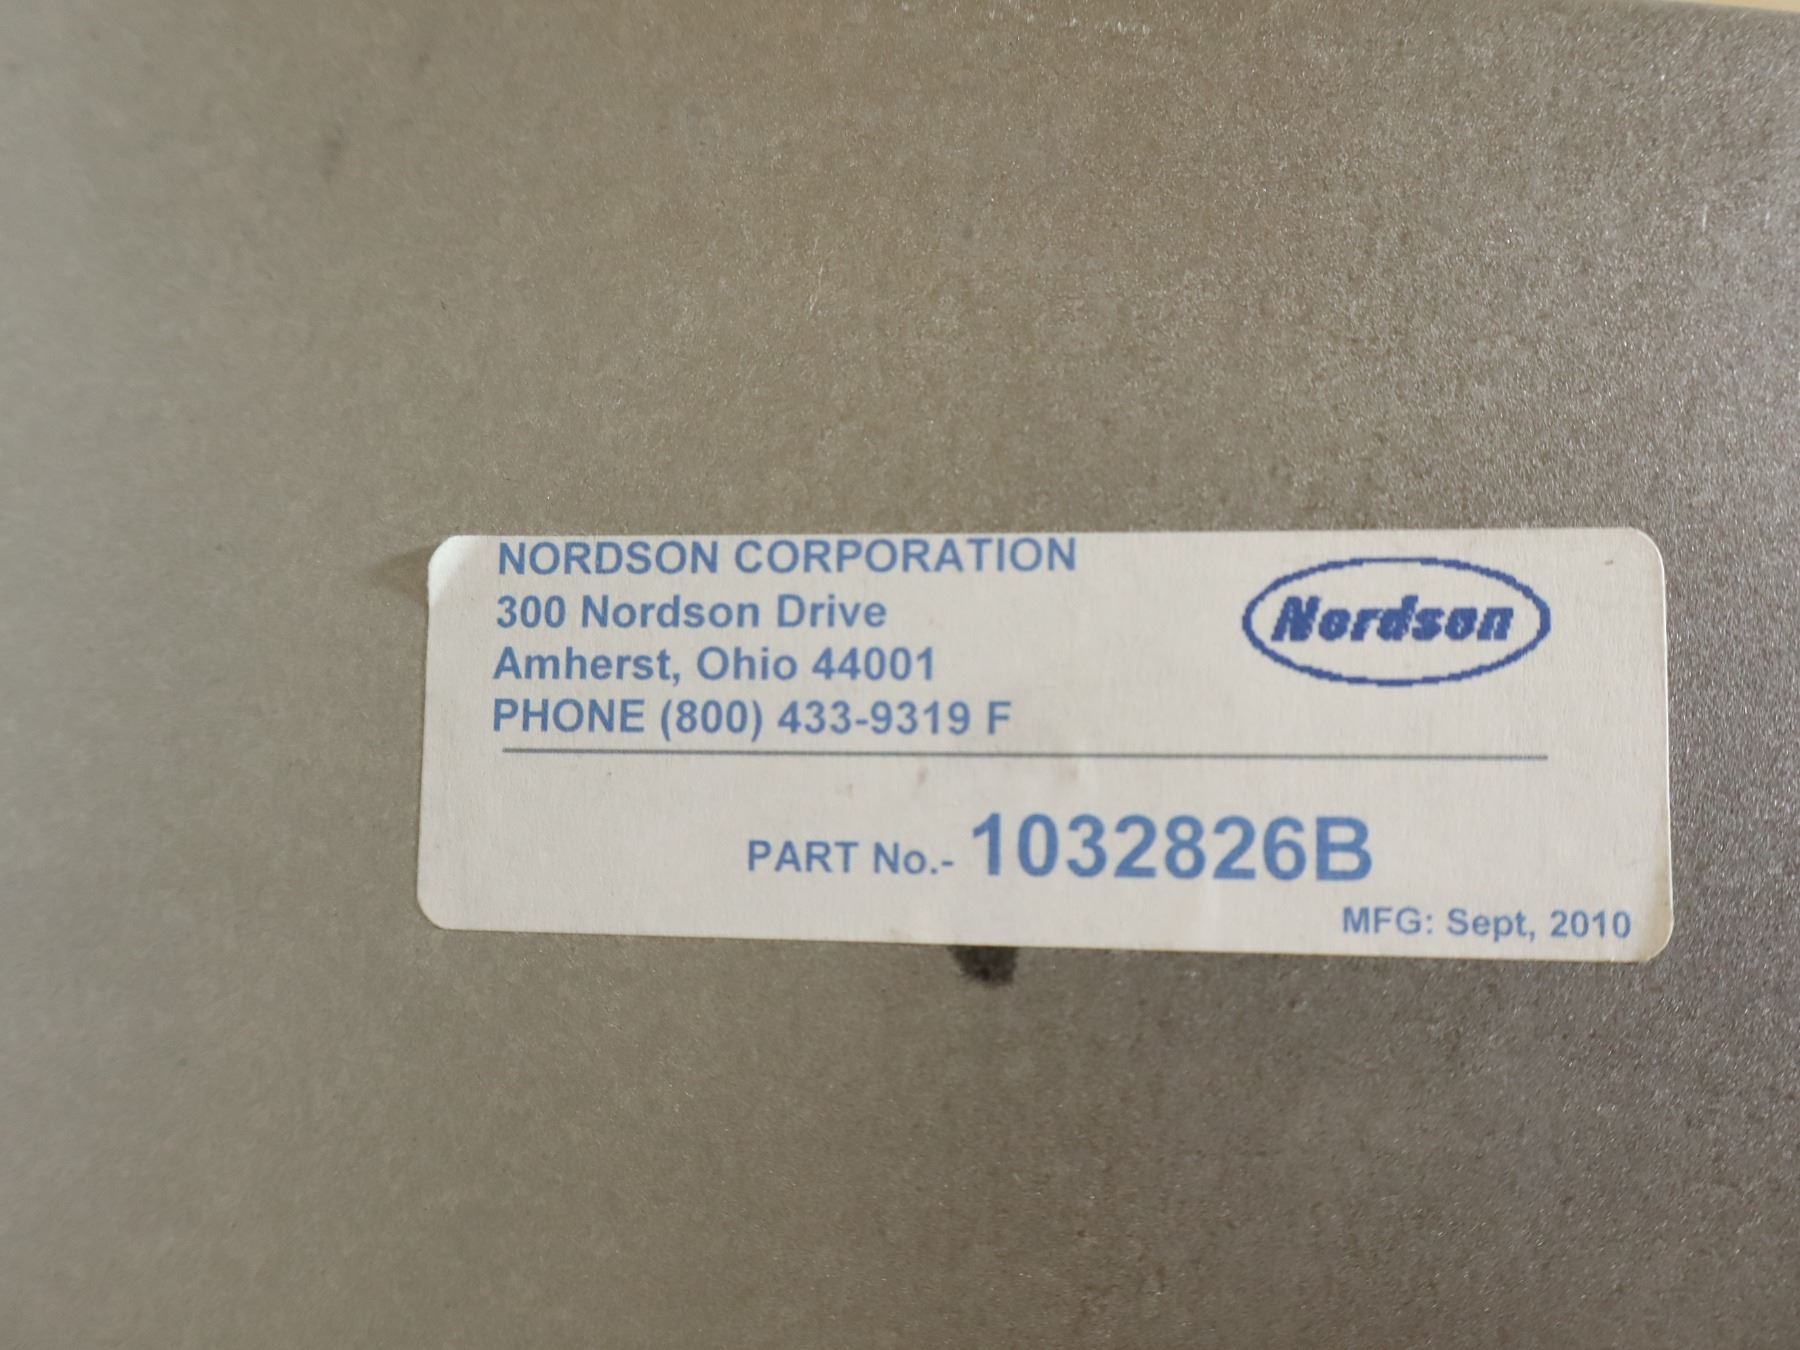 NORDSON CORPORATION
300 Nordson Drive
Amherst, Ohio 44001
PHONE (800) 433-9319 F
Nordson
PART No.- 1032826B
MFG: Sept, 2010